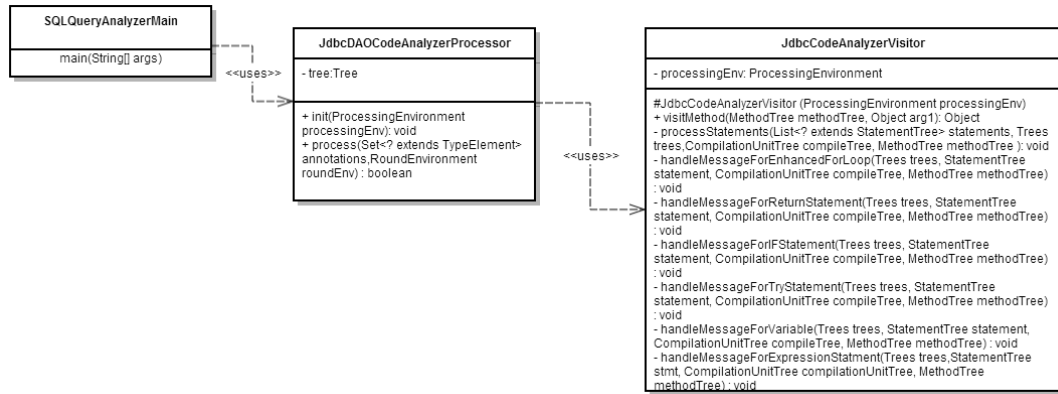 SQLQueryAnalyzerMain
main(String[] args)
<<uses>>
JdbcDAOCodeAnalyzerProcessor
- tree:Tree
+ init(ProcessingEnvironment
processingEnv): void
+ process(Set<? extends TypeElement>
annotations,RoundEnvironment
roundEnv) : boolean
<<uses>>
JdbcCodeAnalyzerVisitor
- processingEnv: ProcessingEnvironment
#JdbcCodeAnalyzerVisitor (ProcessingEnvironment processingEnv)
+ visitMethod(MethodTree methodTree, Object arg1): Object
- processStatements(List<? extends StatementTree> statements, Trees
trees,CompilationUnitTree compileTree, MethodTree methodTree ): void
- handleMessageForEnhancedForLoop(Trees trees, StatementTree
statement, CompilationUnitTree compileTree, MethodTree methodTree)
: void
- handleMessageForReturnStatement(Trees trees, StatementTree
statement, CompilationUnitTree compileTree, MethodTree methodTree)
: void
- handleMessageForIFStatement(Trees trees, StatementTree
statement, CompilationUnitTree compileTree, MethodTree methodTree)
: void
- handleMessageForTryStatement(Trees trees, StatementTree
statement, CompilationUnitTree compileTree, MethodTree methodTree)
: void
- handleMessageForVariable(Trees trees, StatementTree statement,
CompilationUnitTree compileTree, MethodTree methodTree) : void
- handleMessageForExpressionStatment(Trees trees,StatementTree
stmt, CompilationUnitTree compilationUnitTree, MethodTree
methodTree) : void